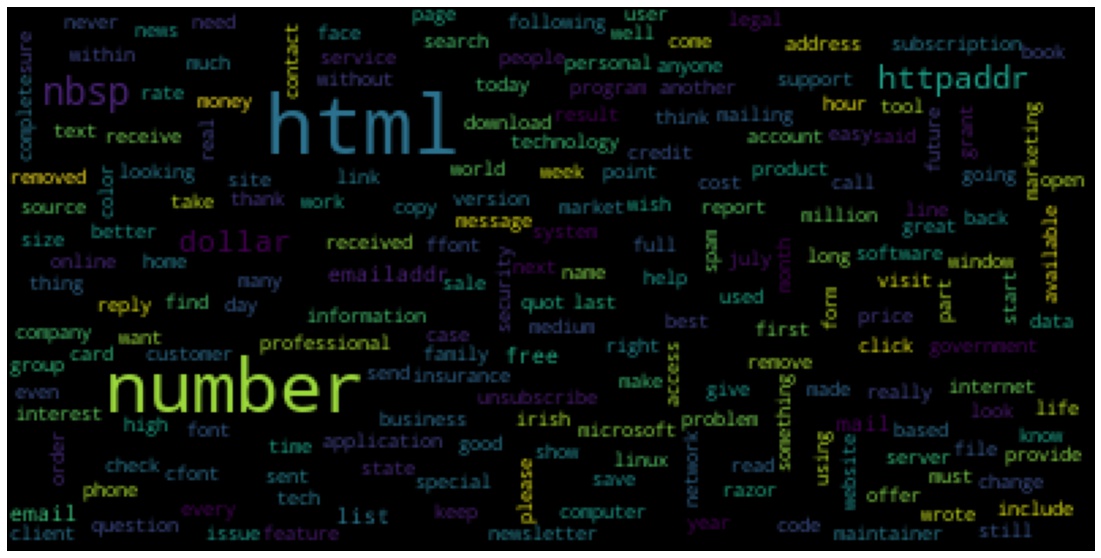 never news need page following user legal
face well come address subscription book
within much contact service search people personal anyone support
without today program another hour tool
nbsp rate money html httpaddr
completesure text receive real download result think mailing account easy said future grant marketing
technology credit
removed color looking site link world week point cost product call going open
source take thank work copy version market wish report million line back
size better message great available
dollar received ffont system full spam july month long software window
online home emailaddr sale security next name help visit
thing many quot last used form part start
reply find day information medium best first price data
company want professional case right click government
group card customer family free access remove
even number send insurance make give something made really internet
interest unsubscribe irish problem look life
high font business microsoft mail based know
order time application good show linux network using website server file provide
check cfont sent state special save read must change
phone tech please razor offer
email every list keep computer year code wrote include
client question issue feature newsletter maintainer still